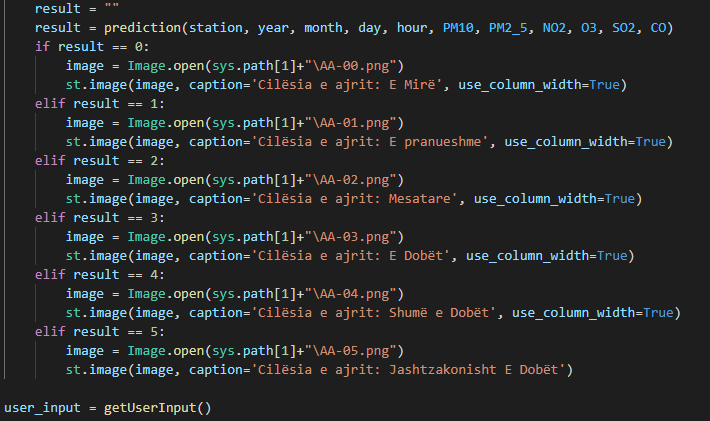 result = ""
result = prediction(station, year, month, day, hour, PM10, PM2_5, NO2, O3, SO2, CO)
if result == 0:
image = Image.open(sys.path[1]+"\AA-00.png")
st.image(image, caption='Cilësia e ajrit: E Mirë', use_column_width=True)
elif result == 1:
image = Image.open(sys.path[1]+"\AA-01.png")
st.image(image, caption='Cilësia e ajrit: E pranueshme', use_column_width=True)
elif result == 2:
image = Image.open(sys.path[1]+"\AA-02.png")
st.image(image, caption='Cilësia e ajrit: Mesatare', use_column_width=True)
elif result == 3:
image = Image.open(sys.path[1]+"\AA-03.png")
st.image(image, caption='Cilësia e ajrit: E Dobët', use_column_width=True)
elif result == 4:
image = Image.open(sys.path[1]+"\AA-04.png")
st.image(image, caption='Cilësia e ajrit: Shumë e Dobët', use_column_width=True)
elif result == 5:
image = Image.open(sys.path[1]+"\AA-05.png")
st.image(image, caption='Cilësia e ajrit: Jashtzakonisht E Dobët')
user_input = getUserInput()